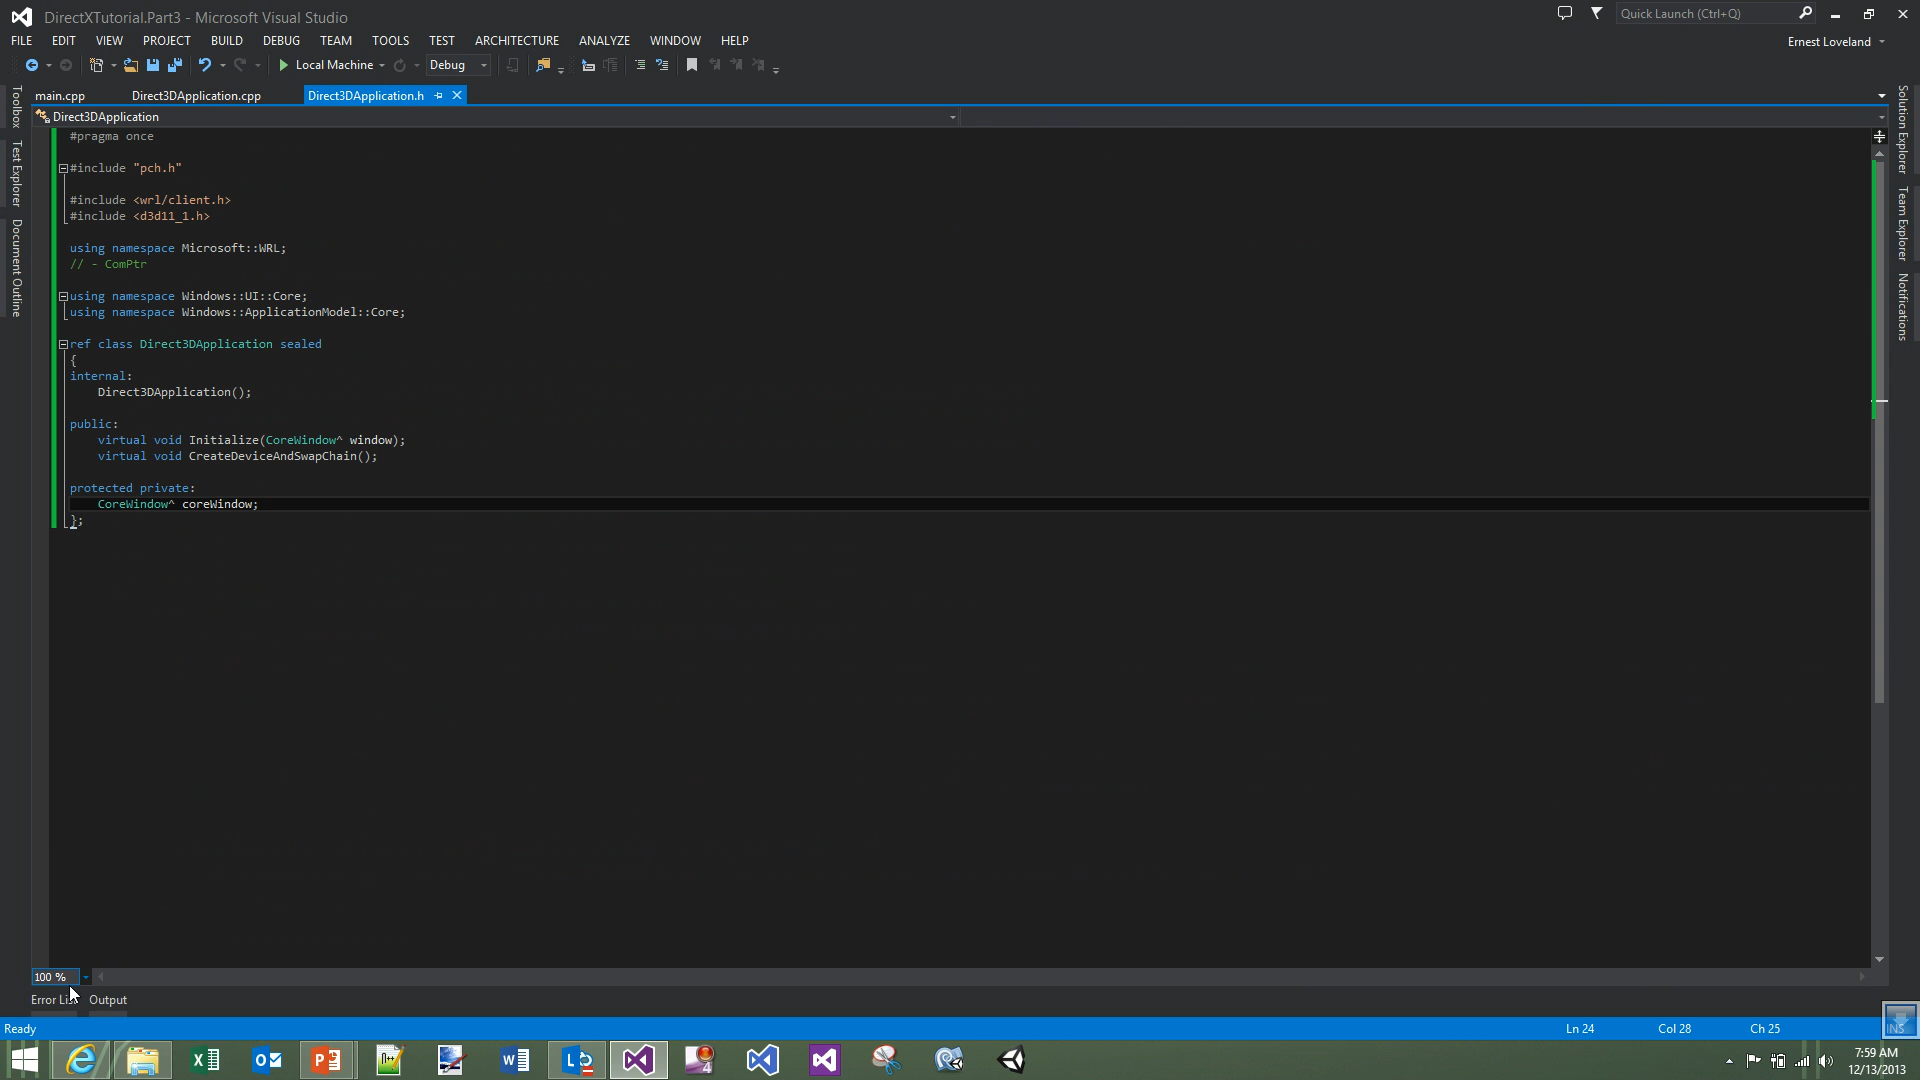 DirectXTutorial.Part3 - Microsoft Visual Studio
Quick Launch (Ctrl+Q)
FILE EDIT VIEW PROJECT BUILD DEBUG TEAM TOOLS TEST ARCHITECTURE ANALYZE WINDOW HELP
Ernest Loveland
Local Machine Debug
main.cpp Direct3DApplication.cpp Direct3DApplication.h
Direct3DApplication
Toolbox
Test Explorer
Document Outline
Solution Explorer
Team Explorer
Notifications
#pragma once
#include "pch.h"
#include <wrl/client.h>
#include <d3d11_1.h>
using namespace Microsoft::WRL;
// - ComPtr
using namespace Windows::UI::Core;
using namespace Windows::ApplicationModel::Core;
ref class Direct3DApplication sealed
{
internal:
Direct3DApplication();
public:
virtual void Initialize(CoreWindow^ window);
virtual void CreateDeviceAndSwapChain();
protected private:
CoreWindow^ coreWindow;
};
100 %
Error Output
Ready Ln 24 Col 28 Ch 25 INS
7:59 AM
12/13/2013